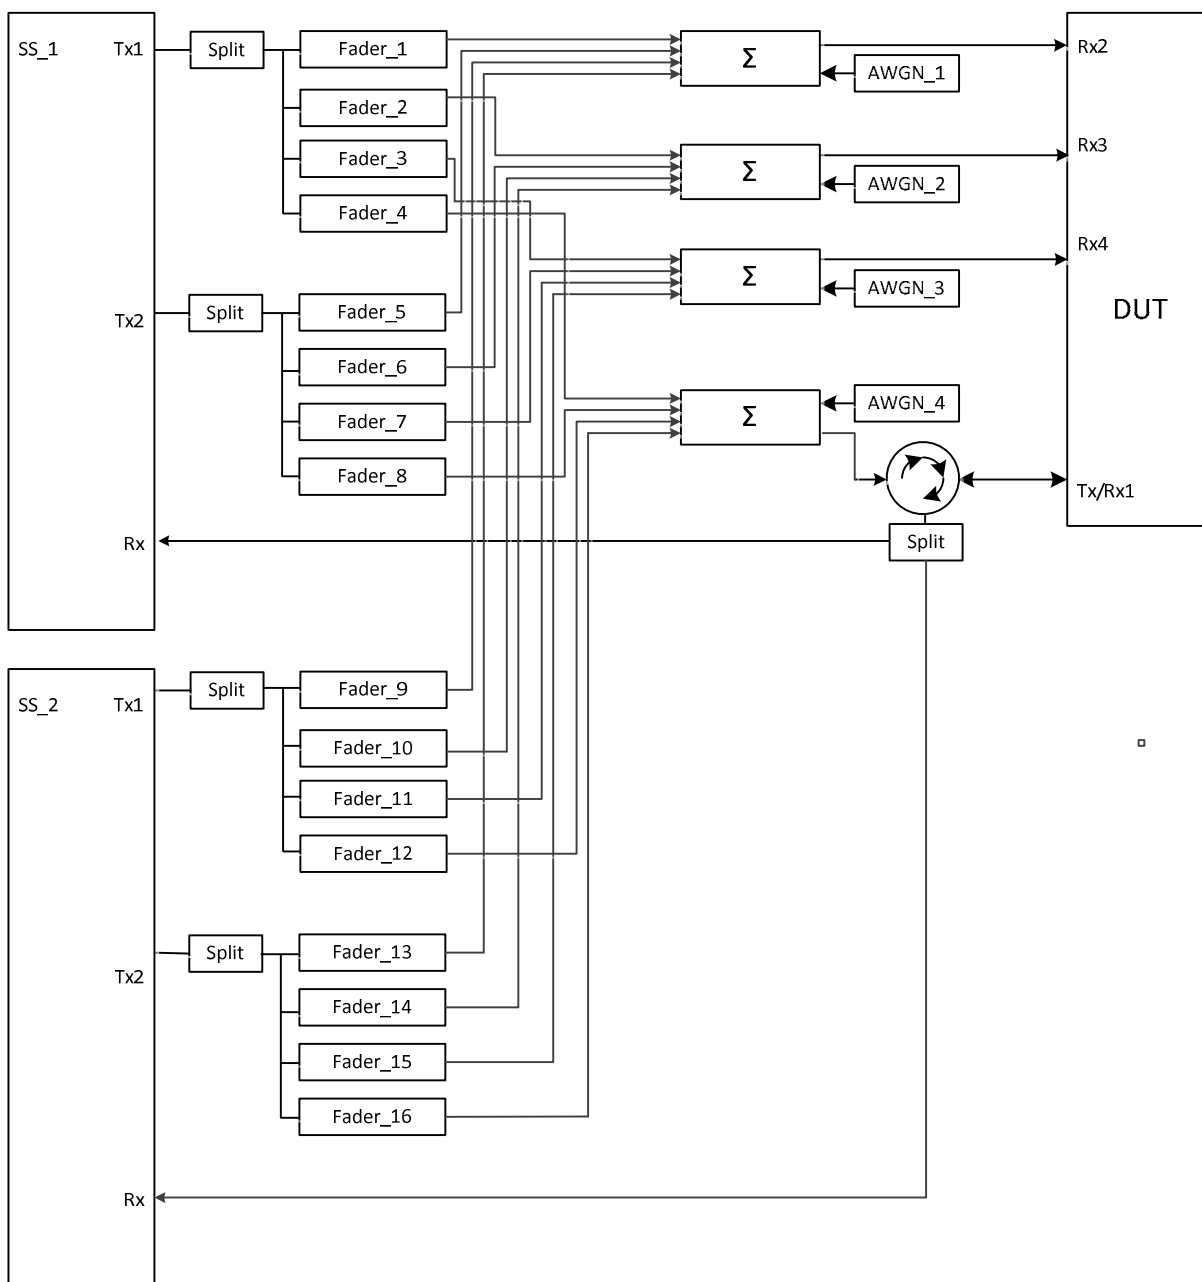 SS_1
Tx1
Split
Fader_1
Σ
Rx2
AWGN_1
Fader_2
Fader_3
Σ
Rx3
AWGN_2
Fader_4
Rx4
Σ
AWGN_3
Tx2
Split
Fader_5
DUT
Fader_6
Fader_7
Σ
AWGN_4
Fader_8
Tx/Rx1
Rx
Split
SS_2
Tx1
Split
Fader_9
Fader_10
Fader_11
Fader_12
Tx2
Split
Fader_13
Fader_14
Fader_15
Fader_16
Rx